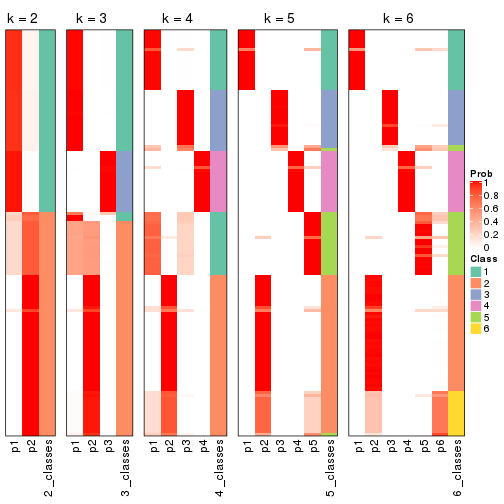 k = 2
k = 3
k = 4
k = 5
k = 6
Prob
1
0.8
0.6
0.4
0.2
0
Class
1
2
3
4
5
6
p1
p2
2_classes
p1
p2
p3
3_classes
p1
p2
p3
p4
4_classes
p1
p2
p3
p4
p5
5_classes
p1
p2
p3
p4
p5
p6
6_classes